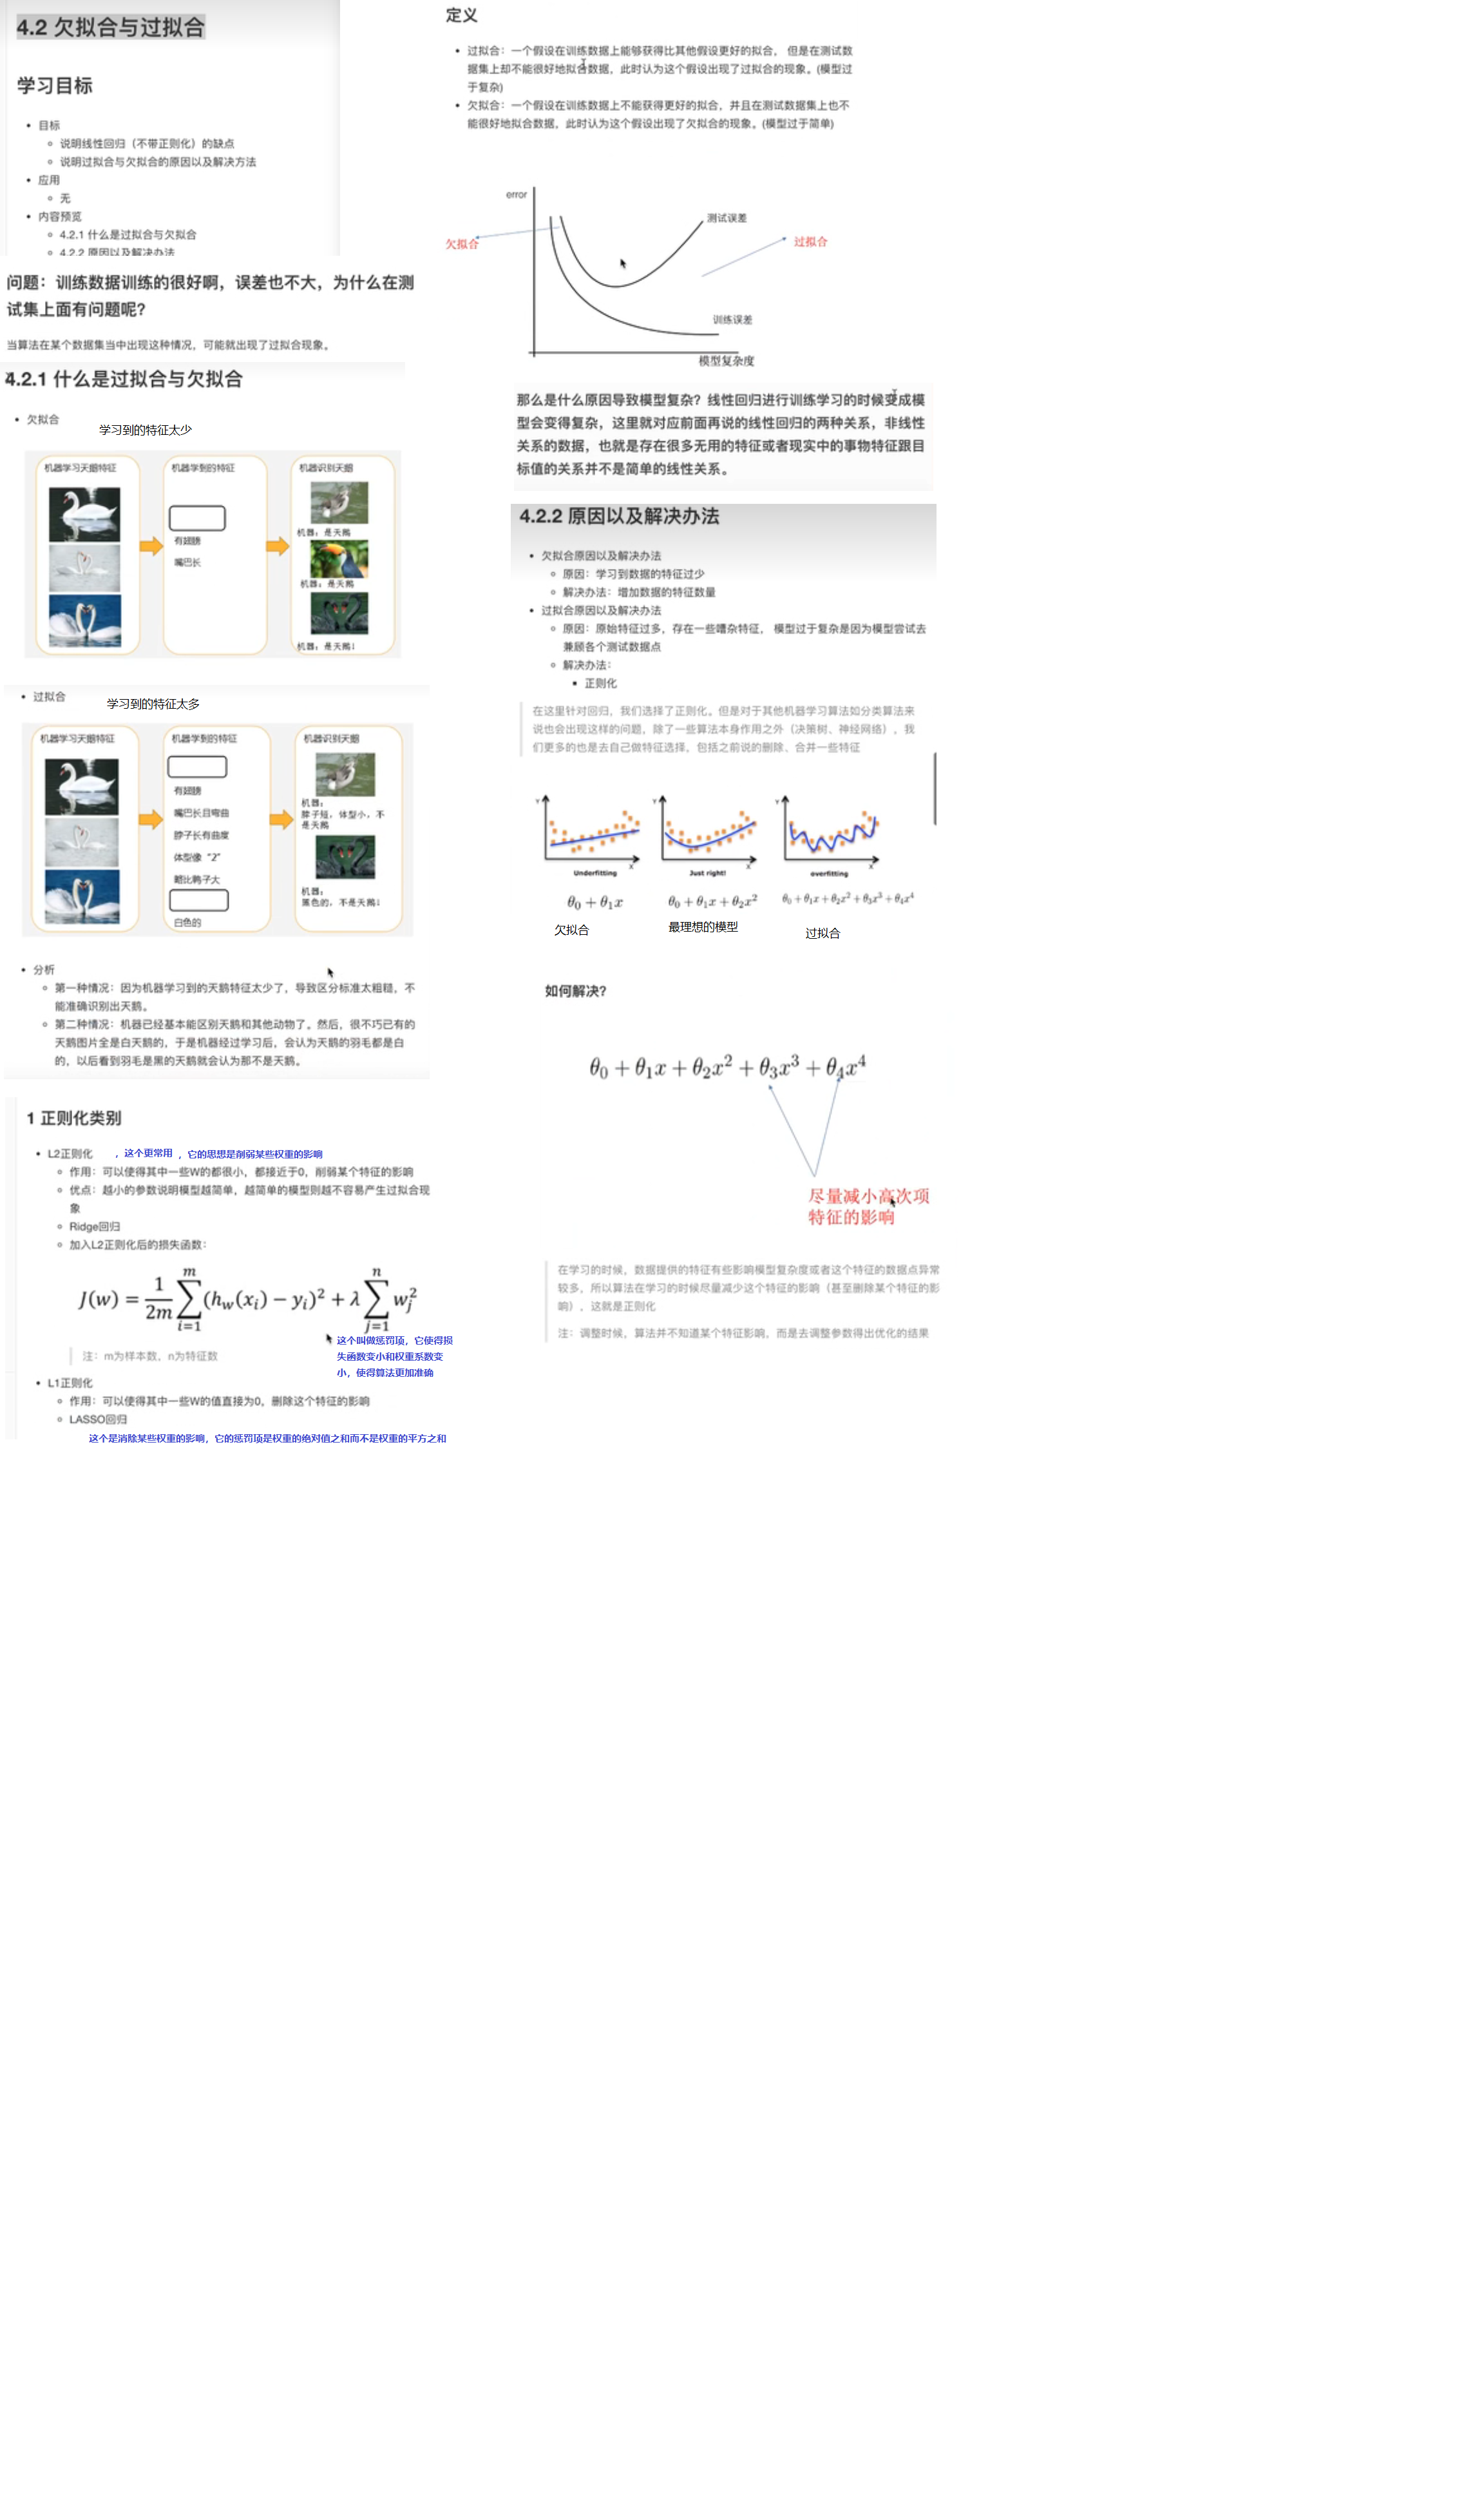 4.2 欠拟合与过拟合
学习目标
目标
说明线性回归（不带正则化）的缺点
说明过拟合与欠拟合的原因以及解决方法
应用
无
内容预览
4.2.1 什么是过拟合与欠拟合
4.2.2 原因以及解决办法
问题：训练数据训练的很好啊，误差也不大，为什么在测
试集上面有问题呢？
当算法在某个数据集当中出现这种情况，可能就出现了过拟合现象。
4.2.1 什么是过拟合与欠拟合
欠拟合
学习到的特征太少
机器学习天鹅特征
机器学到的特征
机器识别天鹅
有翅膀
嘴巴长
机器：是天鹅
机器：是天鹅
机器：是天鹅！
过拟合
学习到的特征太多
机器学习天鹅特征
机器学到的特征
机器识别天鹅
有翅膀
嘴巴长且弯曲
脖子长有曲度
体型像“2”
略比鸭子大
白色的
机器：
脖子短，体型小，不
是天鹅
机器：
黑色的，不是天鹅！
分析
第一种情况：因为机器学习到的天鹅特征太少了，导致区分标准太粗糙，不
能准确识别出天鹅。
第二种情况：机器已经基本能区别天鹅和其他动物了。然后，很不巧已有的
天鹅图片全是白天鹅的，于是机器经过学习后，会认为天鹅的羽毛都是白
的，以后看到羽毛是黑的天鹅就会认为那不是天鹅。
1 正则化类别
L2正则化 ，这个更常用 ，它的思想是削弱某些权重的影响
作用：可以使得其中一些W的都很小，都接近于0，削弱某个特征的影响
优点：越小的参数说明模型越简单，越简单的模型则越不容易产生过拟合现
象
Ridge回归
加入L2正则化后的损失函数：
J(w) = \frac{1}{2m}\sum_{i=1}^{m}(h_w(x_i) − y_i)^2 + λ\sum_{j=1}^{n} w_j^2
这个叫做惩罚项，它使得损
失函数变小和权重系数变
小，使得算法更加准确
注：m为样本数，n为特征数
L1正则化
作用：可以使得其中一些W的值直接为0，删除这个特征的影响
LASSO回归
这个是消除某些权重的影响，它的惩罚项是权重的绝对值之和而不是权重的平方之和
定义
过拟合：一个假设在训练数据上能够获得比其他假设更好的拟合， 但是在测试数
据集上却不能很好地拟合数据，此时认为这个假设出现了过拟合的现象。(模型过
于复杂)
欠拟合：一个假设在训练数据上不能获得更好的拟合，并且在测试数据集上也不
能很好地拟合数据，此时认为这个假设出现了欠拟合的现象。(模型过于简单)
error
测试误差
欠拟合
过拟合
训练误差
模型复杂度
那么是什么原因导致模型复杂？线性回归进行训练学习的时候变成模
型会变得复杂，这里就对应前面再说的线性回归的两种关系，非线性
关系的数据，也就是存在很多无用的特征或者现实中的事物特征跟目
标值的关系并不是简单的线性关系。
4.2.2 原因以及解决办法
欠拟合原因以及解决办法
原因：学习到数据的特征过少
解决办法：增加数据的特征数量
过拟合原因以及解决办法
原因：原始特征过多，存在一些嘈杂特征， 模型过于复杂是因为模型尝试去
兼顾各个测试数据点
解决办法：
正则化
在这里针对回归，我们选择了正则化。但是对于其他机器学习算法如分类算法来
说也会出现这样的问题，除了一些算法本身作用之外（决策树、神经网络），我
们更多的也是去自己做特征选择，包括之前说的删除、合并一些特征
Y
Y
Y
X
X
X
Underfitting
Just right!
overfitting
θ₀ + θ₁x
θ₀ + θ₁x + θ₂x²
θ₀ + θ₁x + θ₂x² + θ₃x³ + θ₄x⁴
欠拟合
最理想的模型
过拟合
如何解决？
θ₀ + θ₁x + θ₂x² + θ₃x³ + θ₄x⁴
尽量减小高次项
特征的影响
在学习的时候，数据提供的特征有些影响模型复杂度或者这个特征的数据点异常
较多，所以算法在学习的时候尽量减少这个特征的影响（甚至删除某个特征的影
响），这就是正则化
注：调整时候，算法并不知道某个特征影响，而是去调整参数得出优化的结果